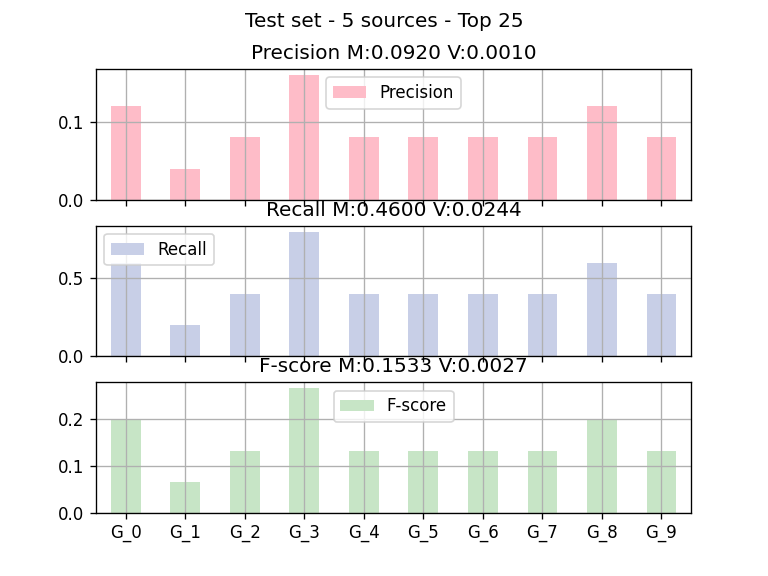 Test set - 5 sources - Top 25
Precision M:0.0920 V:0.0010
Precision
0.1
0.0
Recall M:0.4600 V:0.0244
Recall
0.5
0.0
F-score M:0.1533 V:0.0027
F-score
0.2
0.1
0.0
G_0 G_1 G_2 G_3 G_4 G_5 G_6 G_7 G_8 G_9